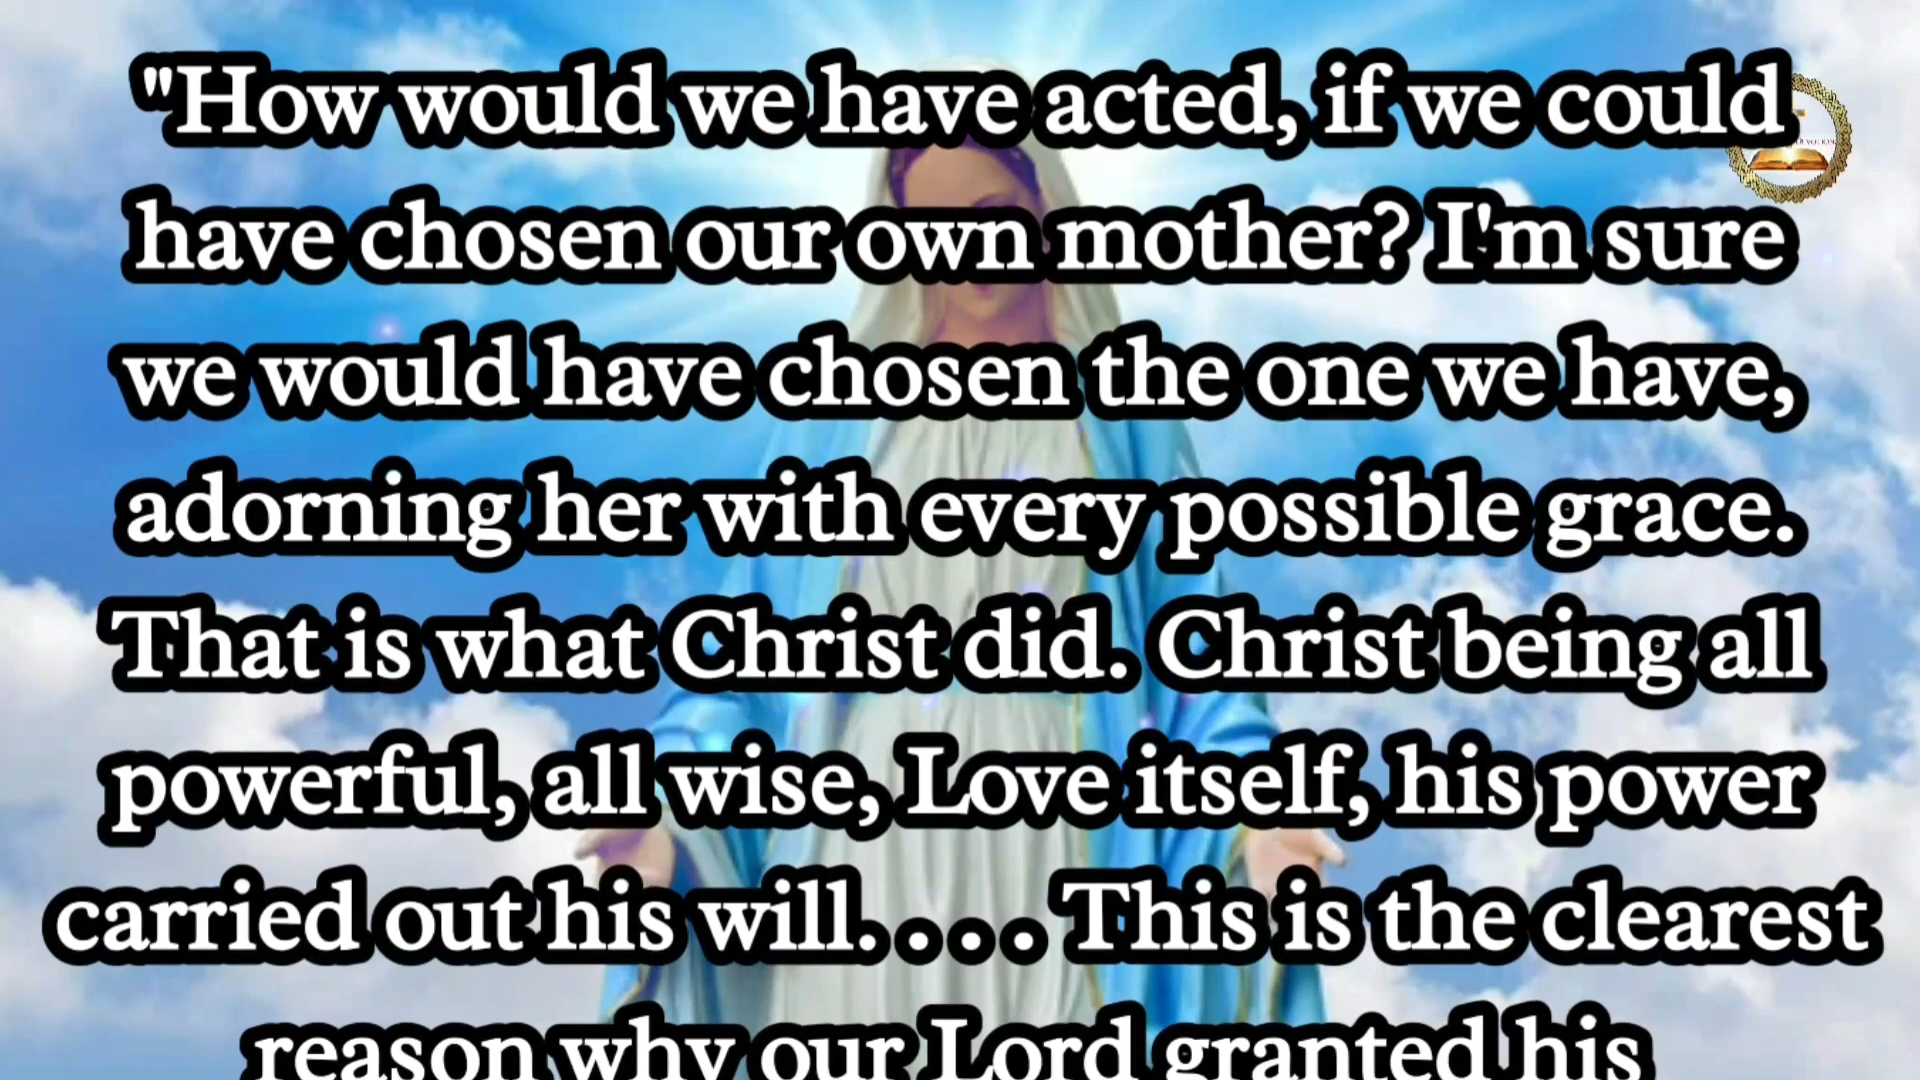 "How would we have acted, if we could
have chosen our own mother? I'm sure
we would have chosen the one we have,
adorning her with every possible grace.
That is what Christ did. Christ being all
powerful, all wise, Love itself, his power
carried out his will.... This is the clearest
reason why our Lord granted his